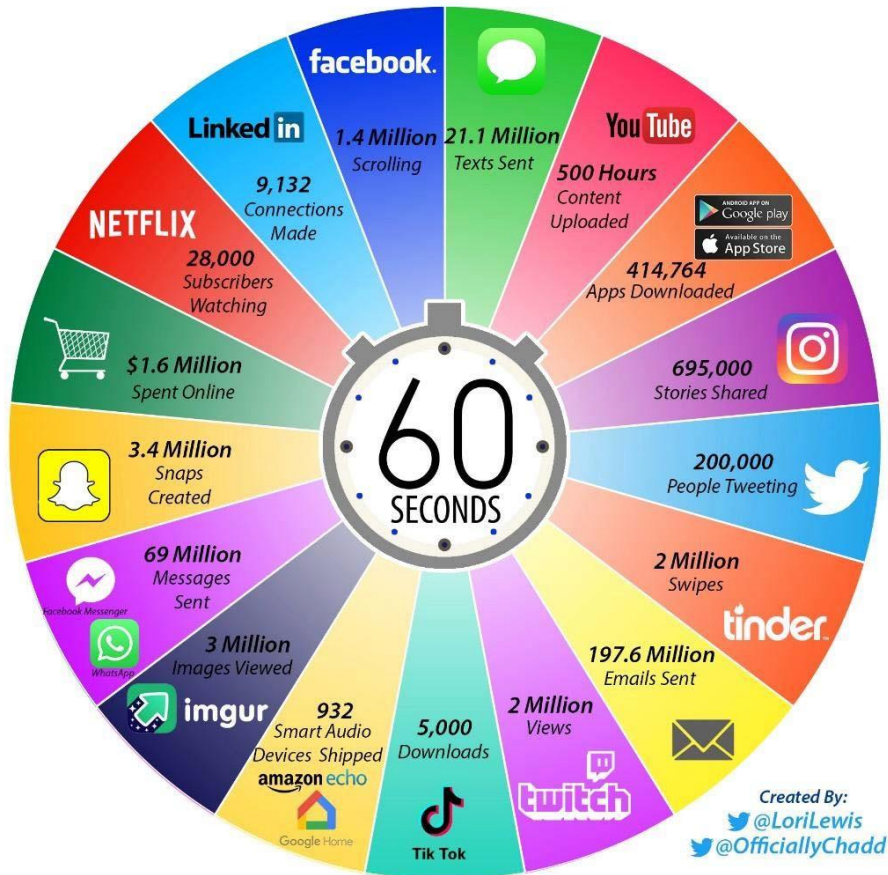 facebook.
1.4 Million
Scrolling
21.1 Million
Texts Sent
You Tube
500 Hours
Content
Uploaded
ANDROID APP ON
Google play
Available on the
App Store
414,764
Apps Downloaded
695,000
Stories Shared
200,000
People Tweeting
2 Million
Swipes
tinder
197.6 Million
Emails Sent
2 Million
Views
twitch
5,000
Downloads
Tik Tok
932
Smart Audio
Devices Shipped
amazon echo
Google Home
3 Million
Images Viewed
imgur
69 Million
Messages
Sent
Facebook Messenger
WhatsApp
3.4 Million
Snaps
Created
$1.6 Million
Spent Online
NETFLIX
28,000
Subscribers
Watching
Linked in
9,132
Connections
Made
60
SECONDS
Created By:
@LoriLewis
@OfficiallyChadd